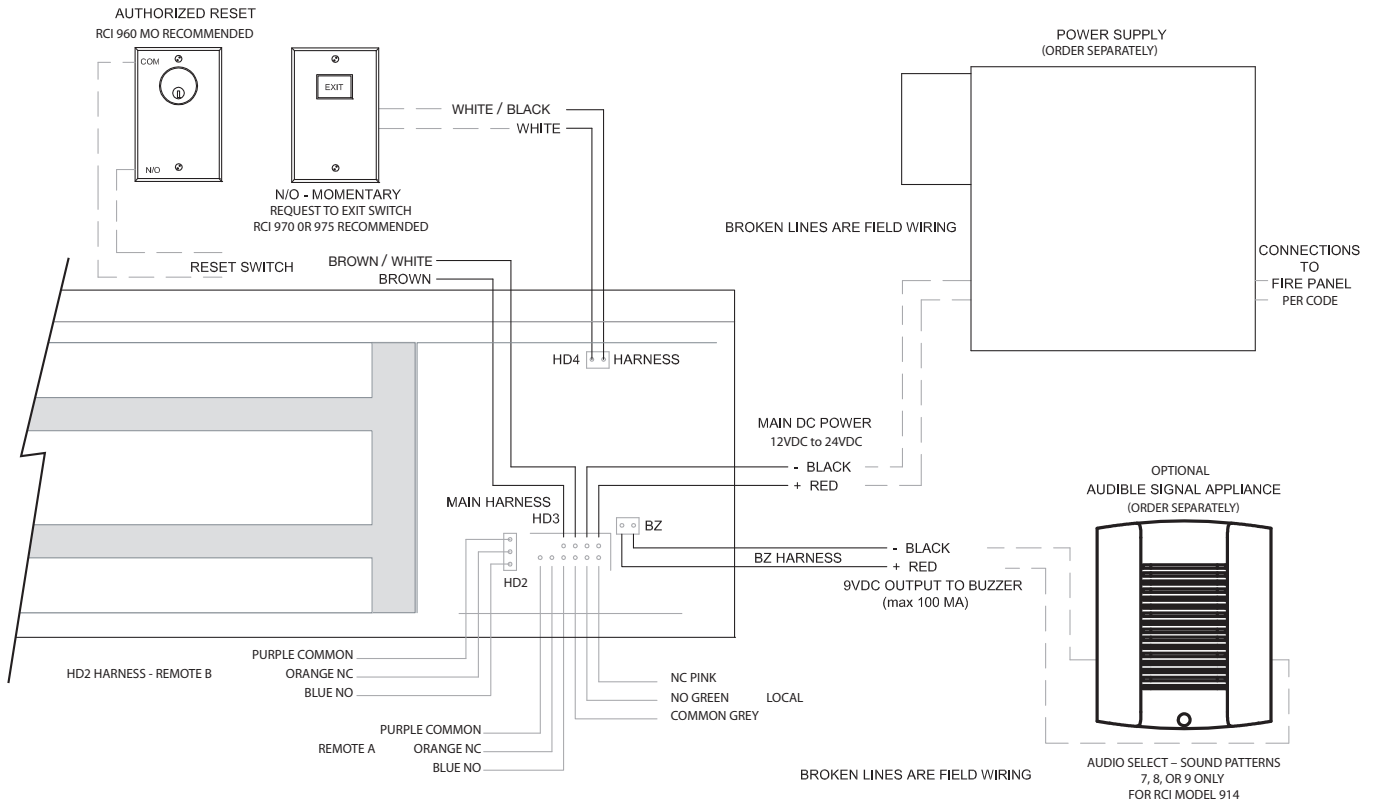 AUTHORIZED RESET
RCI 960 MO RECOMMENDED
COM
N/O
EXIT
WHITE / BLACK
WHITE
N/O - MOMENTARY
REQUEST TO EXIT SWITCH
RCI 970 0R 975 RECOMMENDED
POWER SUPPLY
(ORDER SEPARATELY)
BROKEN LINES ARE FIELD WIRING
CONNECTIONS
TO
FIRE PANEL
PER CODE
RESET SWITCH
BROWN / WHITE
BROWN
HD4
HARNESS
MAIN DC POWER
12VDC to 24VDC
- BLACK
+ RED
MAIN HARNESS
HD3
BZ
HD2
BZ HARNESS
- BLACK
+ RED
9VDC OUTPUT TO BUZZER
(max 100 MA)
OPTIONAL
AUDIBLE SIGNAL APPLIANCE
(ORDER SEPARATELY)
HD2 HARNESS - REMOTE B
PURPLE COMMON
ORANGE NC
BLUE NO
NC PINK
NO GREEN
LOCAL
COMMON GREY
REMOTE A
PURPLE COMMON
ORANGE NC
BLUE NO
BROKEN LINES ARE FIELD WIRING
AUDIO SELECT – SOUND PATTERNS
7, 8, OR 9 ONLY
FOR RCI MODEL 914